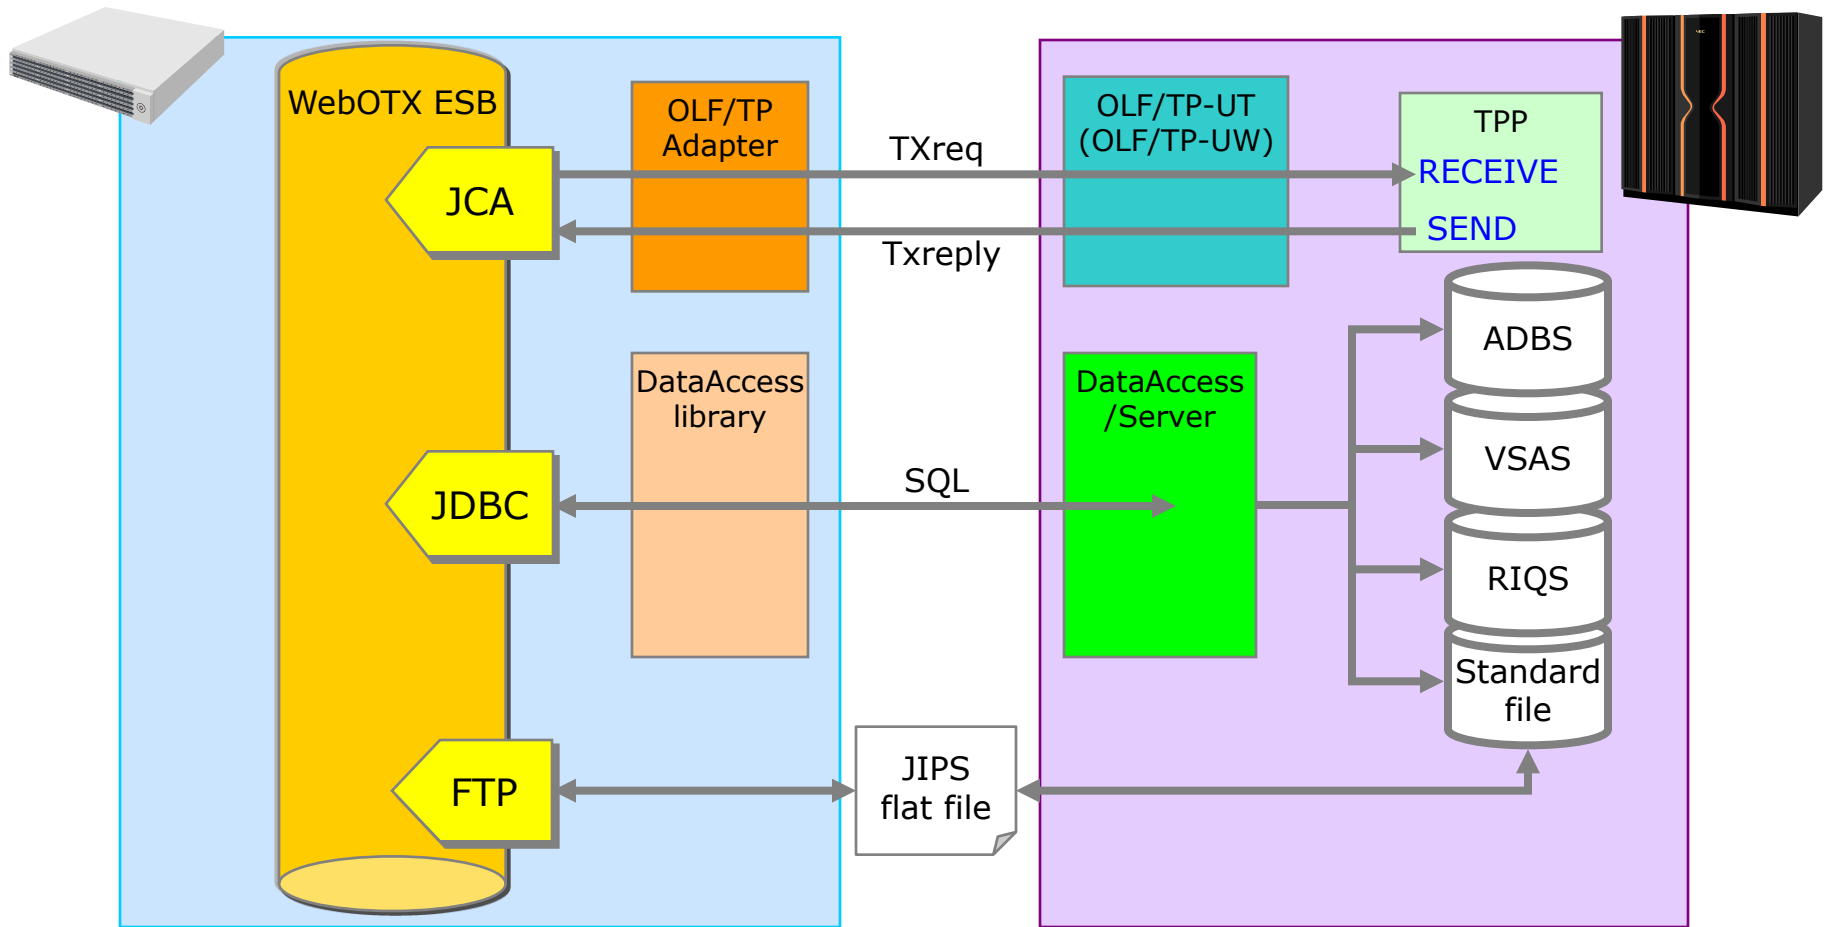 WebOTX ESB
OLF/TP
Adapter
TXreq
OLF/TP-UT
(OLF/TP-UW)
TPP
RECEIVE
SEND
JCA
Txreply
NEC
ADBS
DataAccess
library
DataAccess
/Server
VSAS
SQL
JDBC
RIQS
Standard
file
JIPS
flat file
FTP